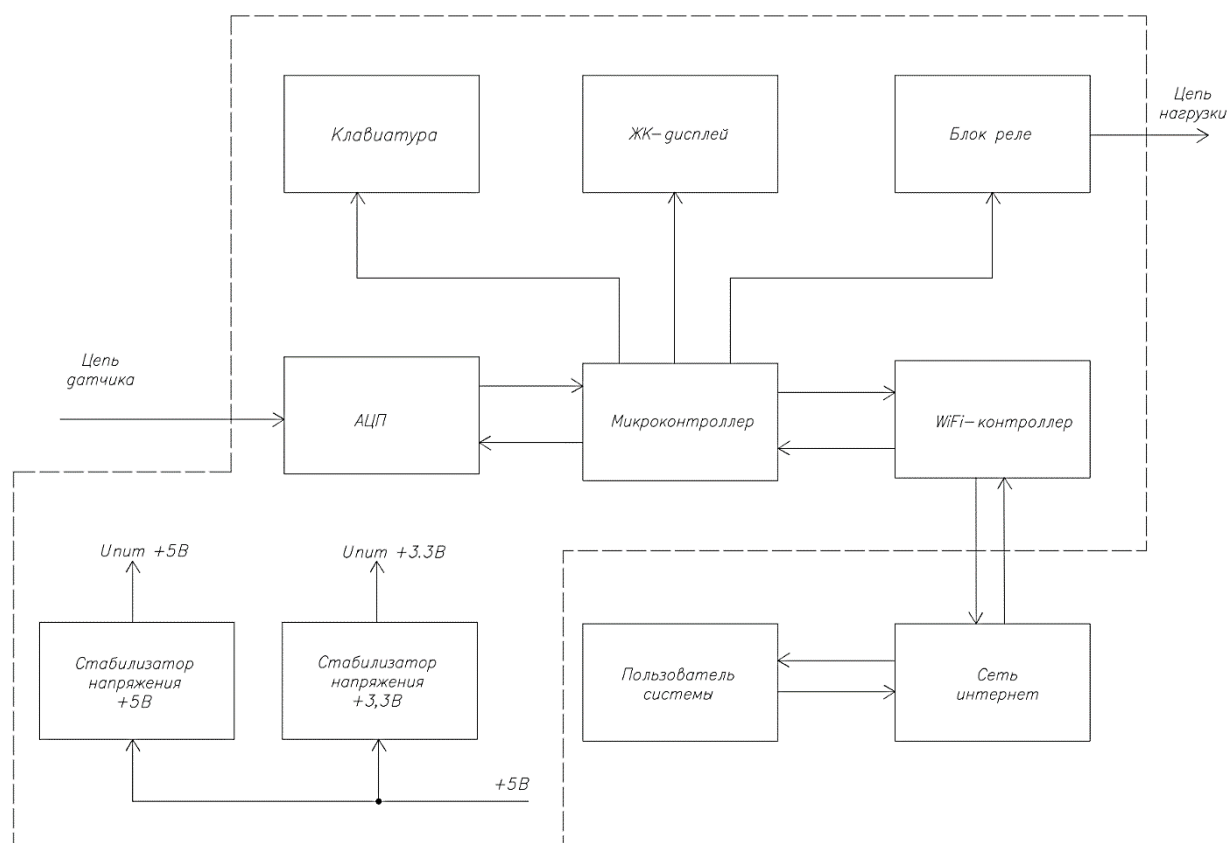 Клавиатура
ЖК-дисплей
Блок реле
Цепь
нагрузки
Цепь
датчика
АЦП
Микроконтроллер
WiFi-контроллер
Uпит +5В
Uпит +3.3В
Стабилизатор
напряжения
+5В
Стабилизатор
напряжения
+3,3В
Пользователь
системы
Сеть
интернет
+5В